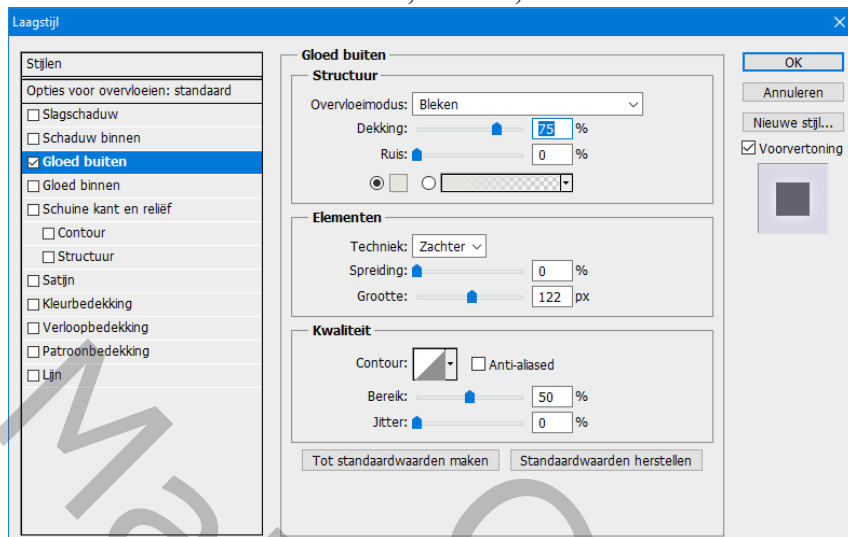 Laagstijl
Stijlen
Opties voor overvloeien: standaard
Slagschaduw
Schaduw binnen
Gloed buiten
Gloed binnen
Schuine kant en reliëf
Contour
Structuur
Satijn
Kleurbedekking
Verloopbedekking
Patroonbedekking
Lijn
Gloed buiten
Structuur
Overvloeimodus: Bleken
Dekking: 75 %
Ruis: 0 %
Elementen
Techniek: Zachter
Spreiding: 0 %
Grootte: 122 px
Kwaliteit
Contour: Anti-aliased
Bereik: 50 %
Jitter: 0 %
Tot standaardwaarden maken Standaardwaarden herstellen
OK
Annuleren
Nieuwe stijl...
Voorvertoning